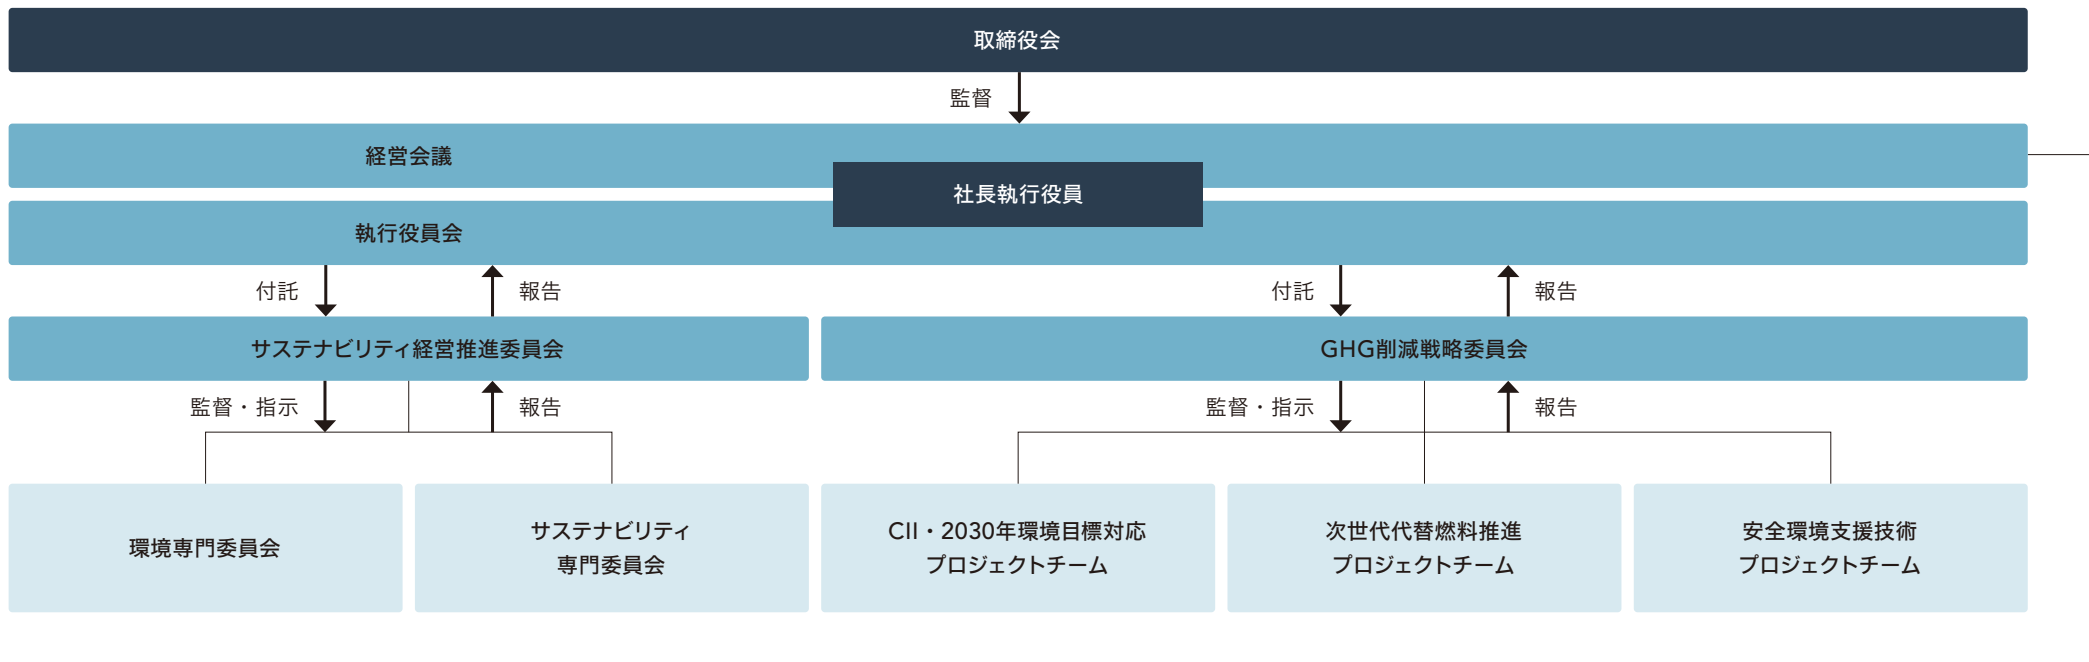 取締役会
監督
経営会議
社長執行役員
執行役員会
付託
報告
付託
報告
サステナビリティ経営推進委員会
GHG削減戦略委員会
監督・指示
報告
監督・指示
報告
環境専門委員会
サステナビリティ
専門委員会
CII・2030年環境目標対応
プロジェクトチーム
次世代代替燃料推進
プロジェクトチーム
安全環境支援技術
プロジェクトチーム